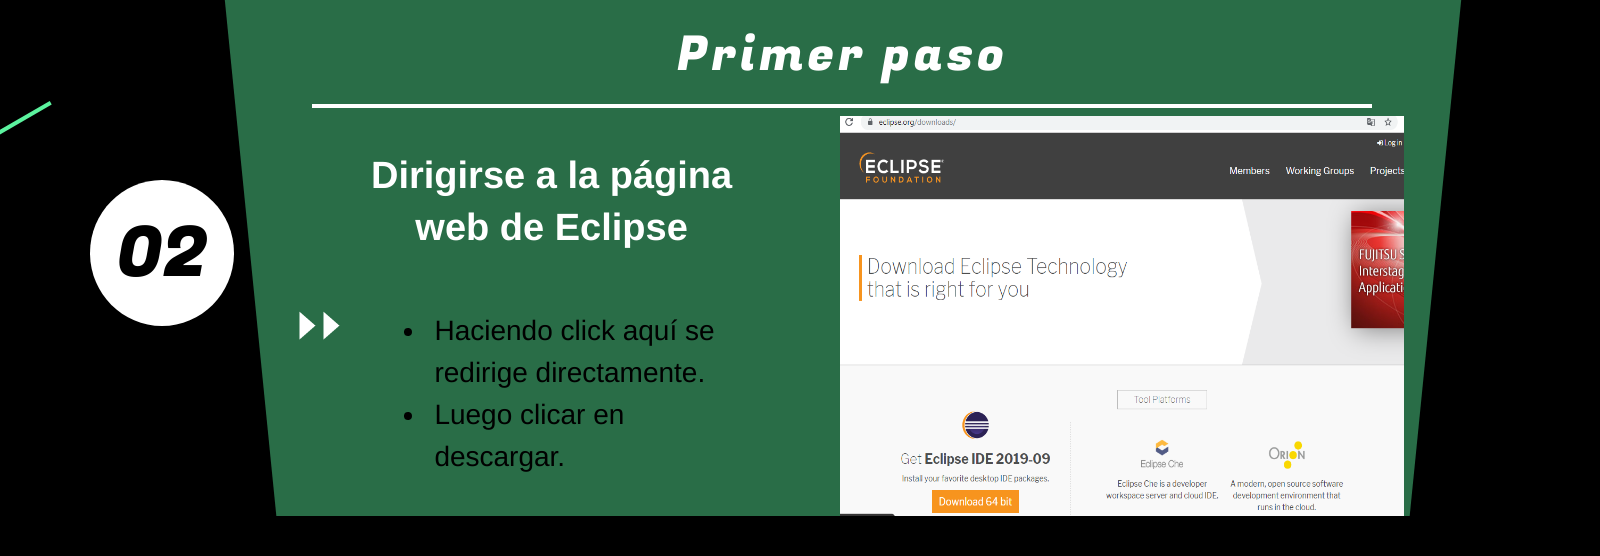 Primer paso
02
Dirigirse a la página
web de Eclipse
Haciendo click aquí se
redirige directamente.
Luego clicar en
descargar.
eclipse.org/downloads/
Log in
ECLIPSE
FOUNDATION
Members Working Groups Projects
Download Eclipse Technology
that is right for you
FUJITSU S
Interstag
Applicati
Tool Platforms
Get Eclipse IDE 2019-09
Install your favorite desktop IDE packages.
Download 64 bit
Eclipse Che
Eclipse Che is a developer
workspace server and cloud IDE.
ORION
A modern, open source software
development environment that
runs in the cloud.